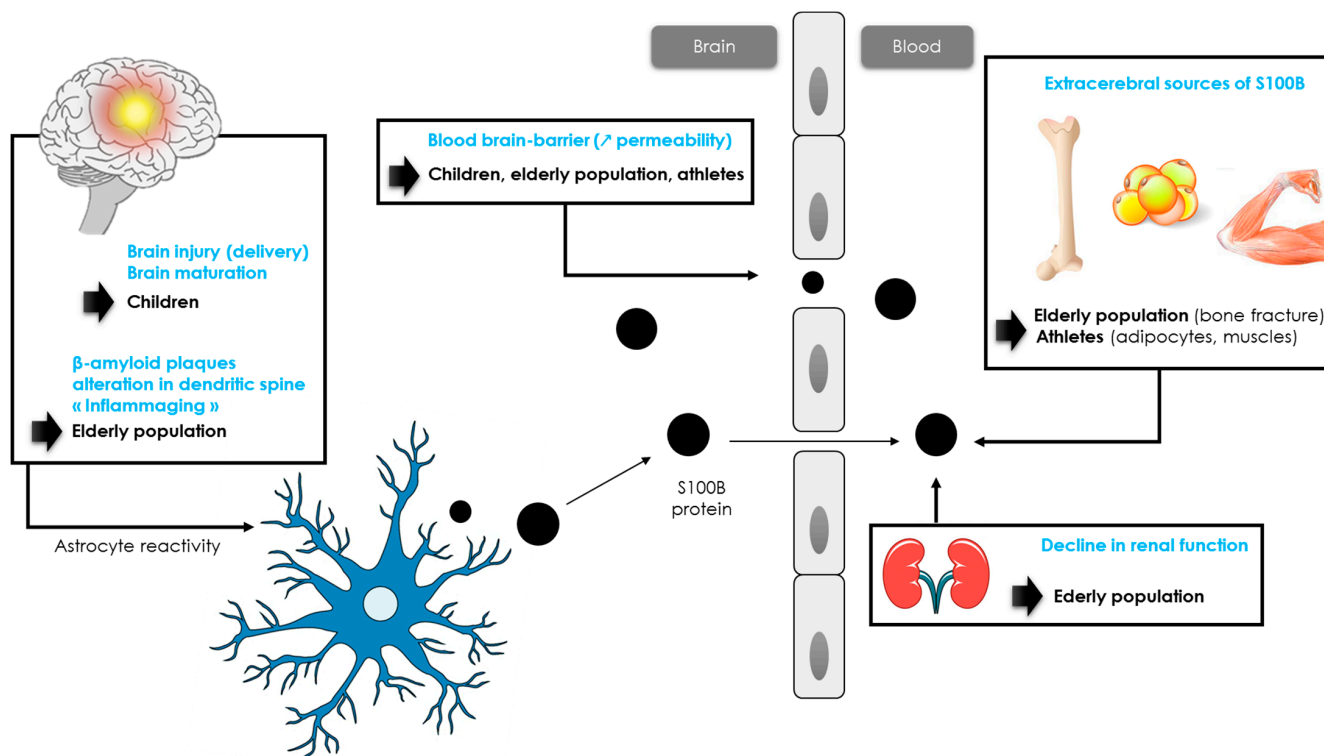 Brain
Blood
Extracerebral sources of S100B
Elderly population (bone fracture)
Athletes (adipocytes, muscles)
Blood brain-barrier (↗ permeability)
Children, elderly population, athletes
Brain injury (delivery)
Brain maturation
Children
β-amyloid plaques
alteration in dendritic spine
« Inflammaging »
Elderly population
Astrocyte reactivity
S100B
protein
Decline in renal function
Ederly population